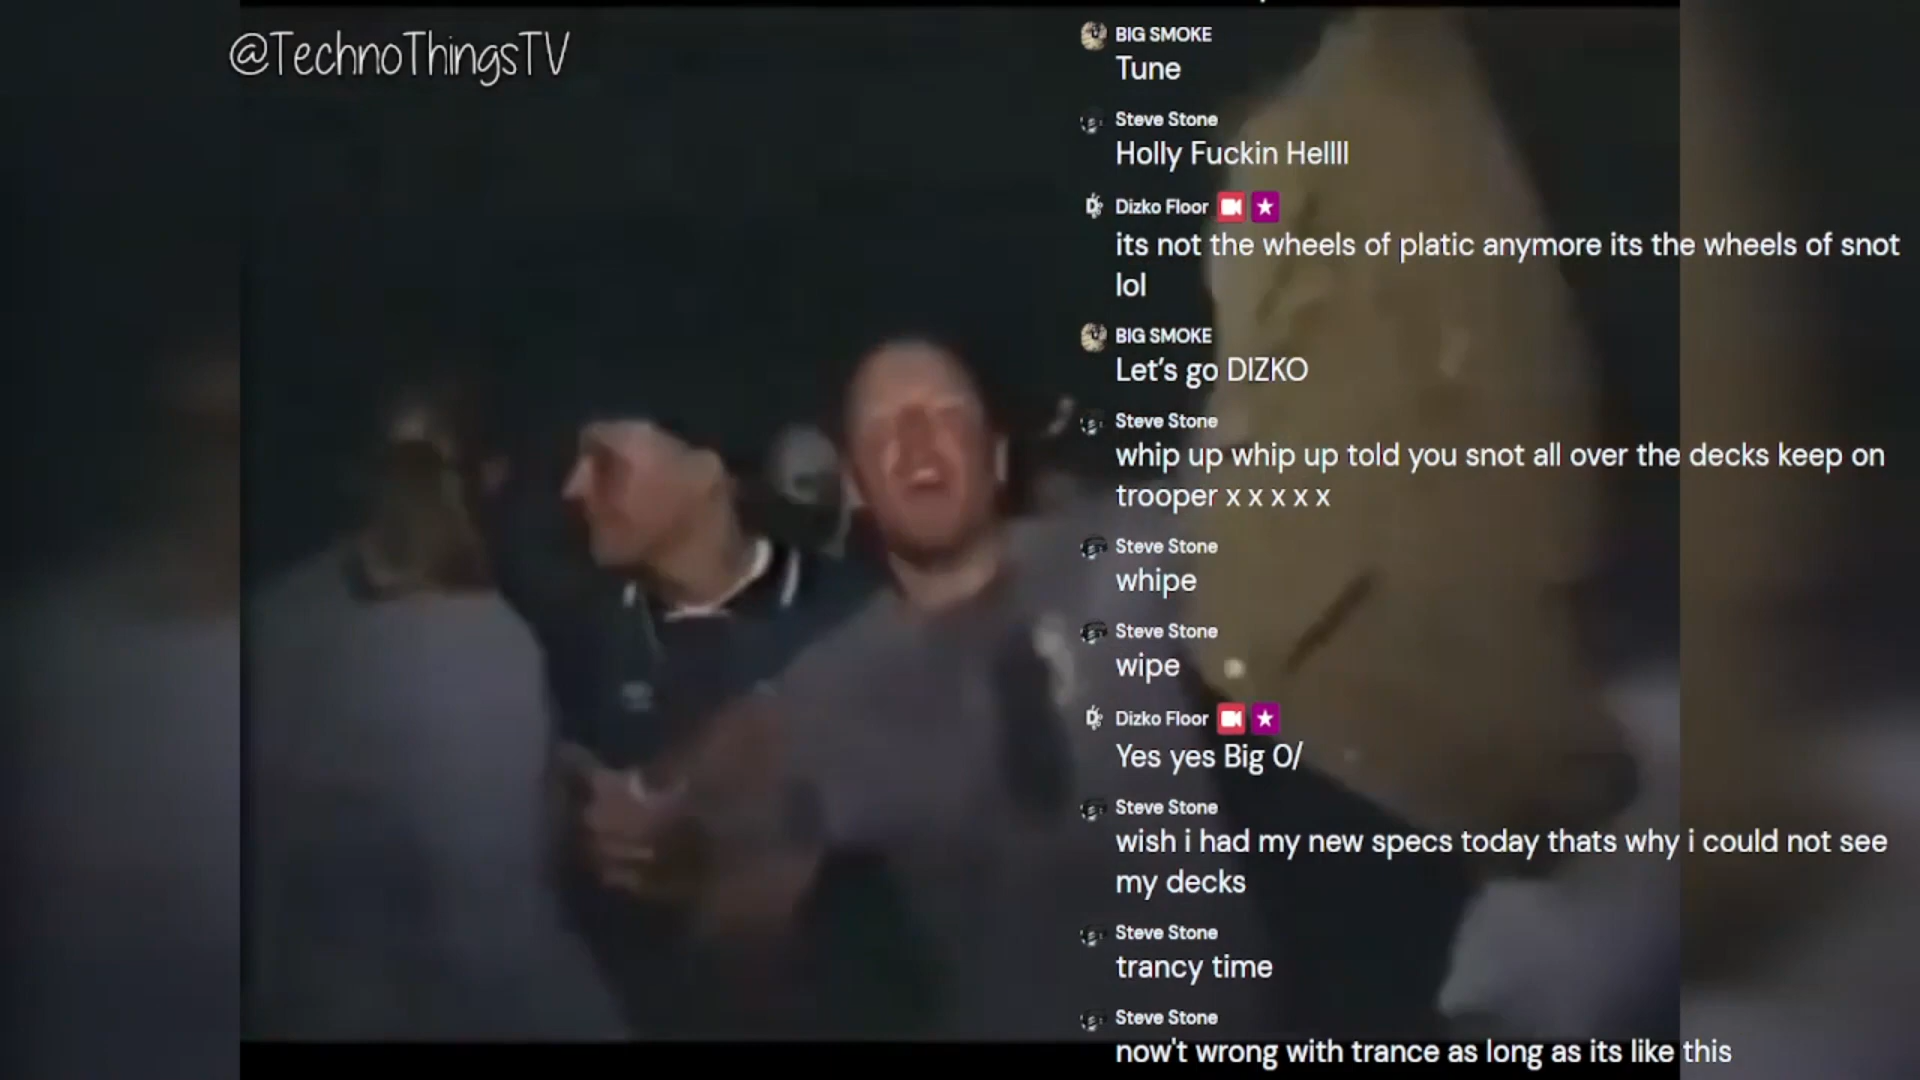 @TechnoThingsTV
BIG SMOKE
Tune
Steve Stone
Holly Fuckin Hellll
Dizko Floor
its not the wheels of platic anymore its the wheels of snot
lol
BIG SMOKE
Let's go DIZKO
Steve Stone
whip up whip up told you snot all over the decks keep on
trooper x x x x x
Steve Stone
whipe
Steve Stone
wipe
Dizko Floor
Yes yes Big O/
Steve Stone
wish i had my new specs today thats why i could not see
my decks
Steve Stone
trancy time
Steve Stone
now't wrong with trance as long as its like this